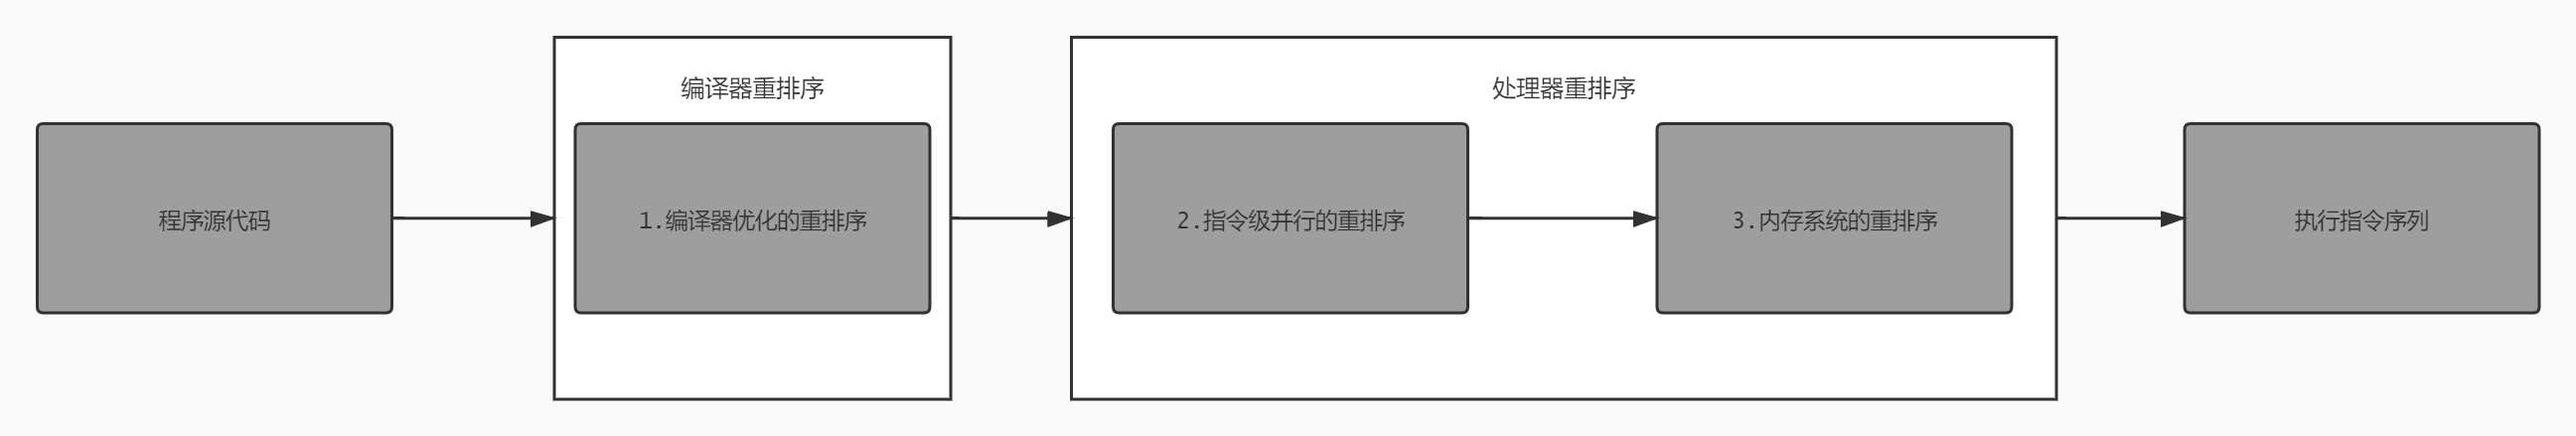 编译器重排序
处理器重排序
程序源代码
1.编译器优化的重排序
2.指令级并行的重排序
3.内存系统的重排序
执行指令序列